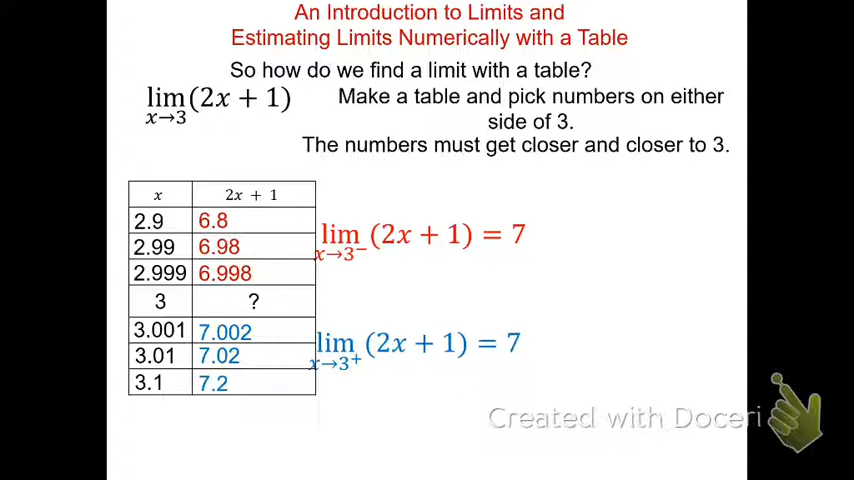 An Introduction to Limits and
Estimating Limits Numerically with a Table
So how do we find a limit with a table?
lim (2x + 1)
x→3
Make a table and pick numbers on either
side of 3.
The numbers must get closer and closer to 3.
x 2x + 1
2.9 6.8
2.99 6.98
2.999 6.998
3 ?
3.001 7.002
3.01 7.02
3.1 7.2
lim (2x + 1) = 7
x→3⁻
lim (2x + 1) = 7
x→3⁺
Created with Doceri